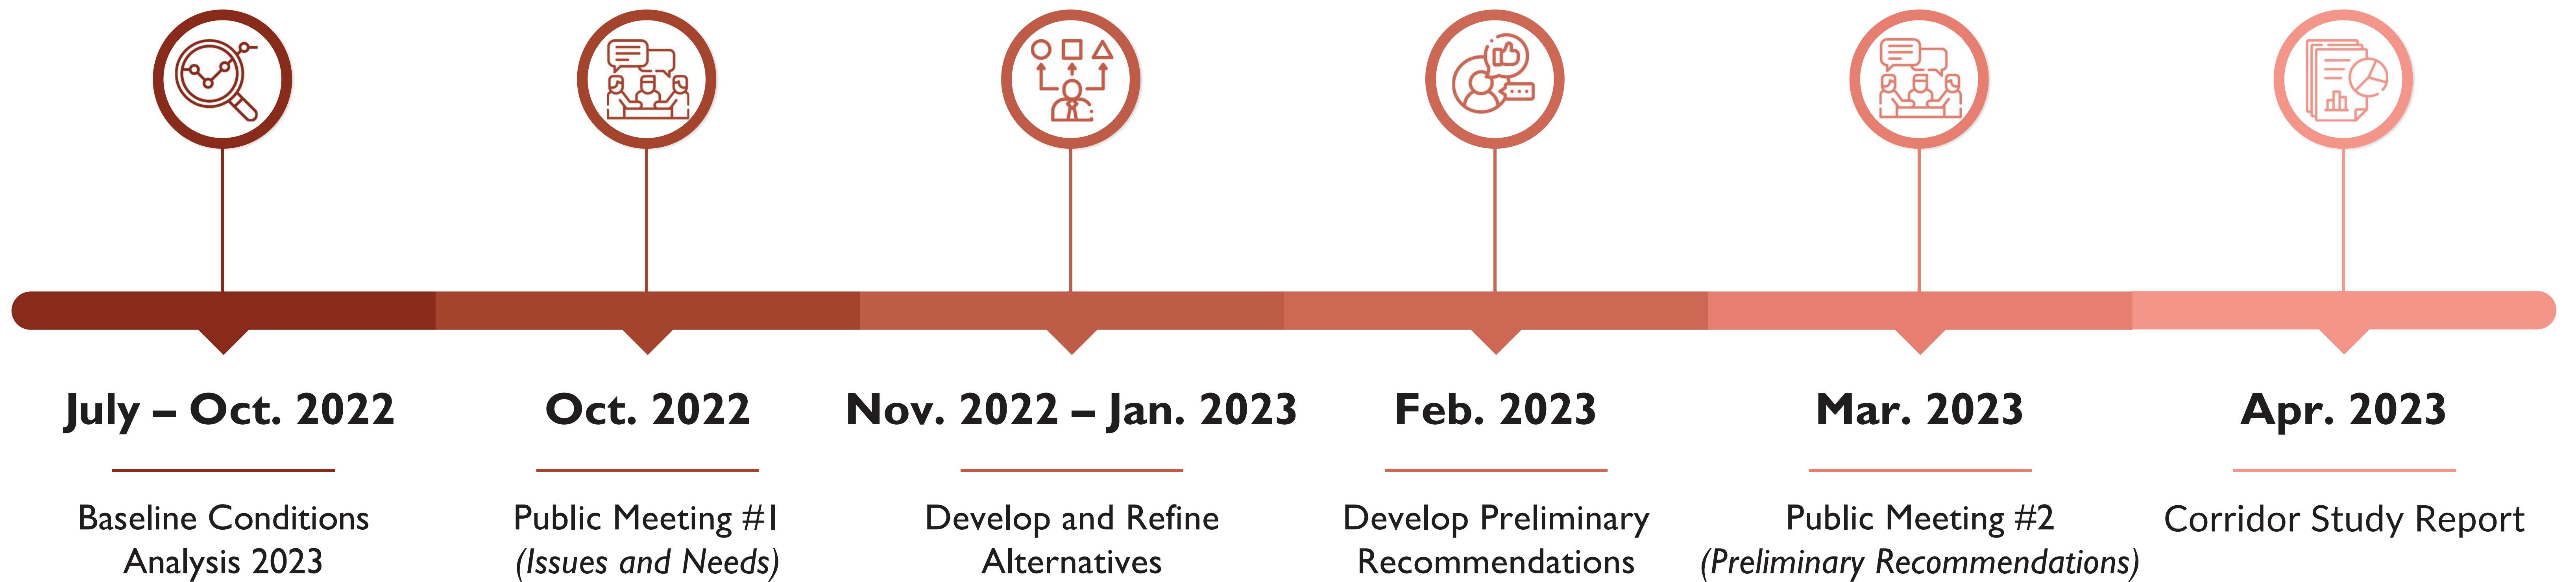 July – Oct. 2022
Baseline Conditions
Analysis 2023
Oct. 2022
Public Meeting #1
(Issues and Needs)
Nov. 2022 – Jan. 2023
Develop and Refine
Alternatives
Feb. 2023
Develop Preliminary
Recommendations
Mar. 2023
Public Meeting #2
(Preliminary Recommendations)
Apr. 2023
Corridor Study Report